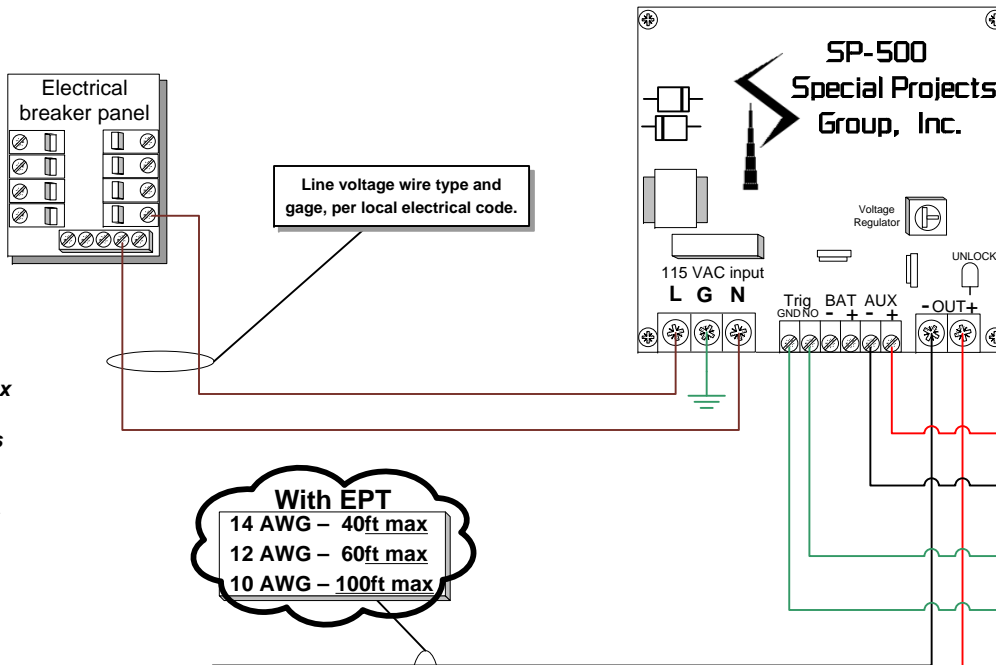 Electrical
breaker panel
Line voltage wire type and
gage, per local electrical code.
SP-500
Special Projects
Group, Inc.
Voltage
Regulator
UNLOCK
115 VAC input
L G N
Trig BAT AUX
GND NO - + - + - OUT +
x
s
With EPT
14 AWG – 40ft max
12 AWG – 60ft max
10 AWG – 100ft max